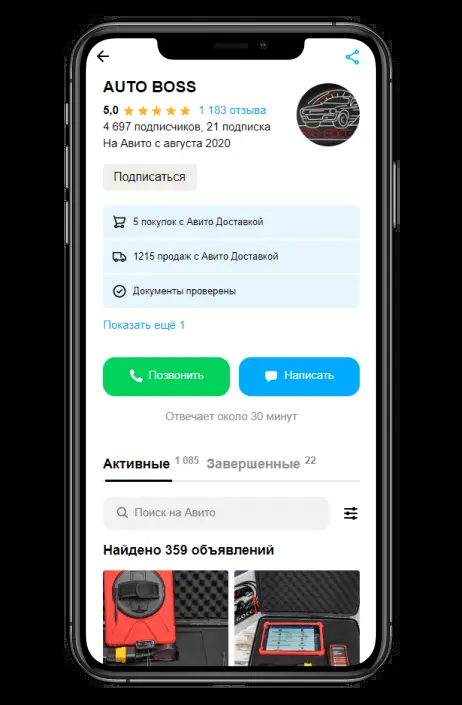 AUTO BOSS
5,0 1 183 отзыва
4 697 подписчиков, 21 подписка
На Авито с августа 2020
Подписаться
5 покупок с Авито Доставкой
1215 продаж с Авито Доставкой
Документы проверены
Показать ещё 1
Позвонить Написать
Отвечает около 30 минут
Активные 1 085 Завершенные 22
Поиск на Авито
Найдено 359 объявлений